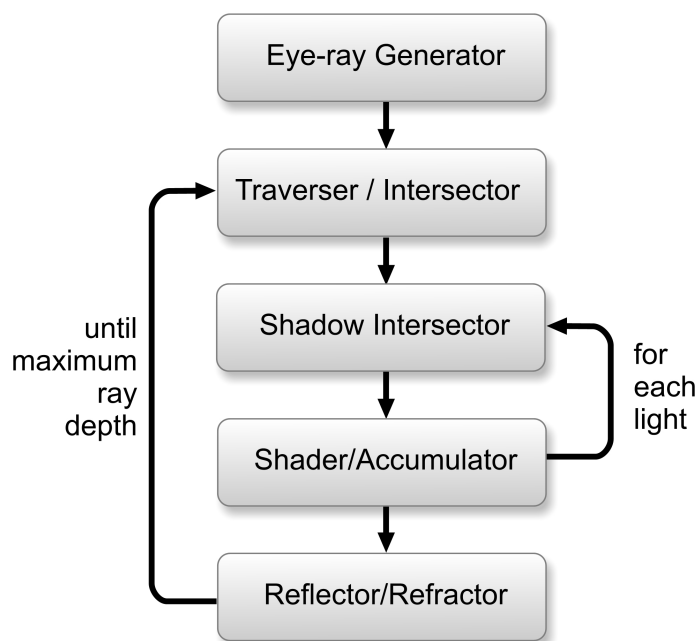 Eye-ray Generator
Traverser / Intersector
Shadow Intersector
until
maximum
ray
depth
for
each
light
Shader/Accumulator
Reflector/Refractor